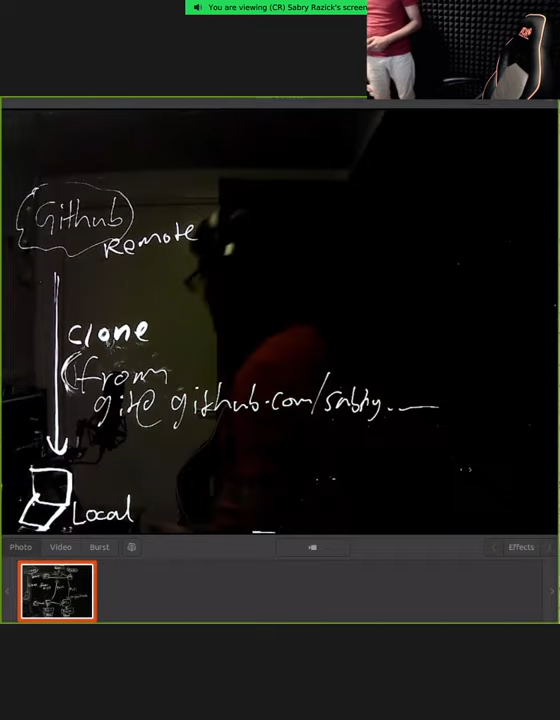 You are viewing (CR) Sabry Razick's screen
Github
Remote
clone
(from
git@github.com/sabry.
Local
Photo
Video
Burst
Effects